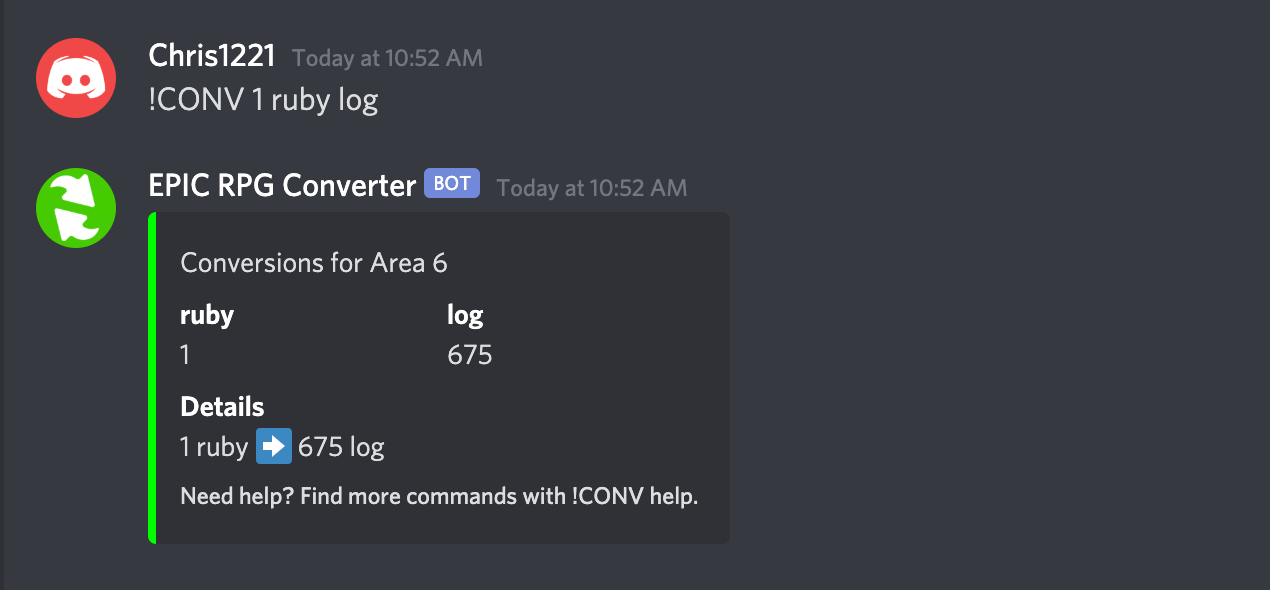 Chris1221 Today at 10:52 AM
!CONV 1 ruby log
EPIC RPG Converter BOT Today at 10:52 AM
Conversions for Area 6
ruby log
1 675
Details
1 ruby ➡ 675 log
Need help? Find more commands with !CONV help.